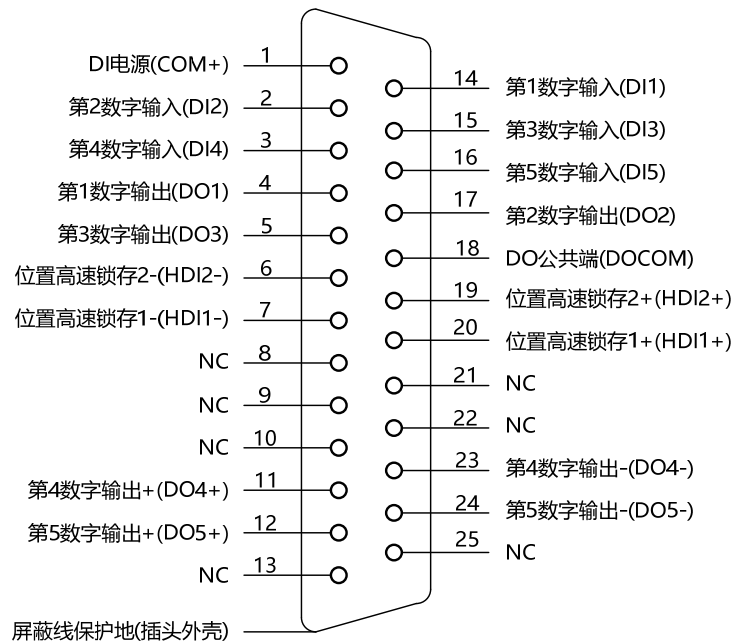 DI电源(COM+) 1
第2数字输入(DI2) 2
第4数字输入(DI4) 3
第1数字输出(DO1) 4
第3数字输出(DO3) 5
位置高速锁存2-(HDI2-) 6
位置高速锁存1-(HDI1-) 7
NC 8
NC 9
NC 10
第4数字输出+(DO4+) 11
第5数字输出+(DO5+) 12
NC 13
屏蔽线保护地(插头外壳)
14 第1数字输入(DI1)
15 第3数字输入(DI3)
16 第5数字输入(DI5)
17 第2数字输出(DO2)
18 DO公共端(DOCOM)
19 位置高速锁存2+(HDI2+)
20 位置高速锁存1+(HDI1+)
21 NC
22 NC
23 第4数字输出-(DO4-)
24 第5数字输出-(DO5-)
25 NC